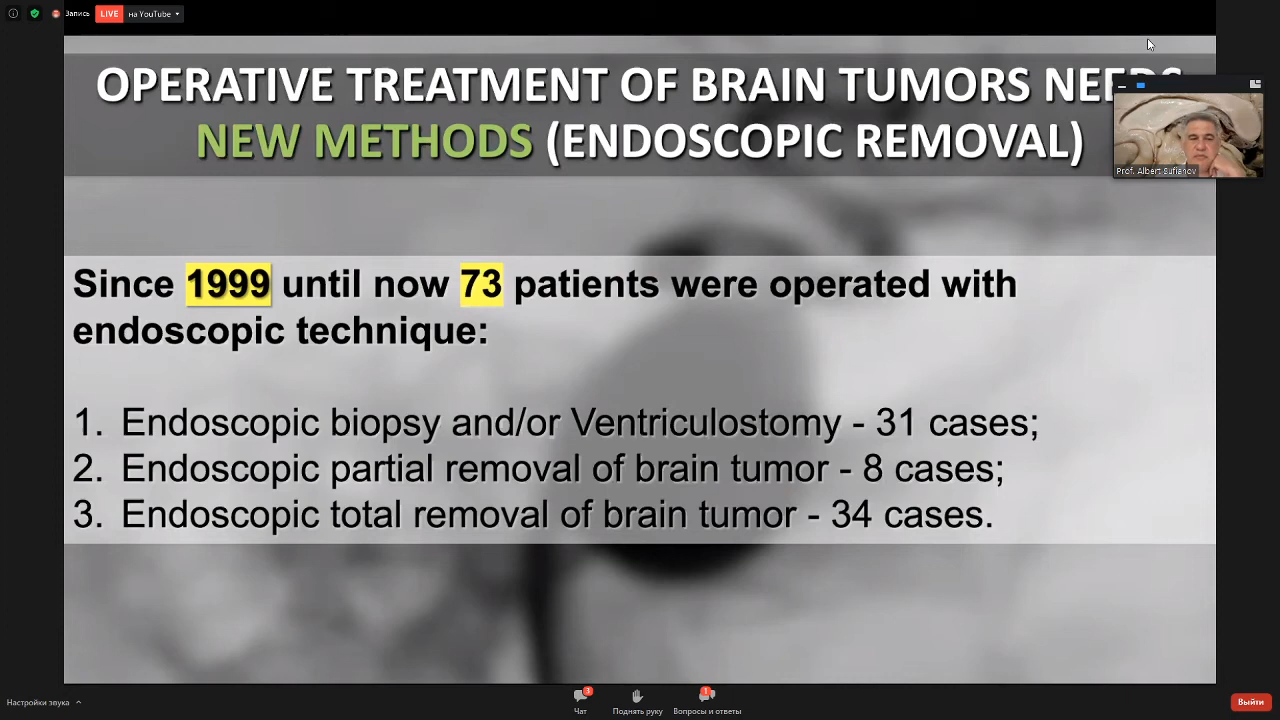 Запись
LIVE
на YouTube
OPERATIVE TREATMENT OF BRAIN TUMORS NEEDS
NEW METHODS (ENDOSCOPIC REMOVAL)
Prof. Albert Sufianov
Since 1999 until now 73 patients were operated with
endoscopic technique:
1. Endoscopic biopsy and/or Ventriculostomy - 31 cases;
2. Endoscopic partial removal of brain tumor - 8 cases;
3. Endoscopic total removal of brain tumor - 34 cases.
Настройки звука
3
Чат
Поднять руку
1
Вопросы и ответы
Выйти